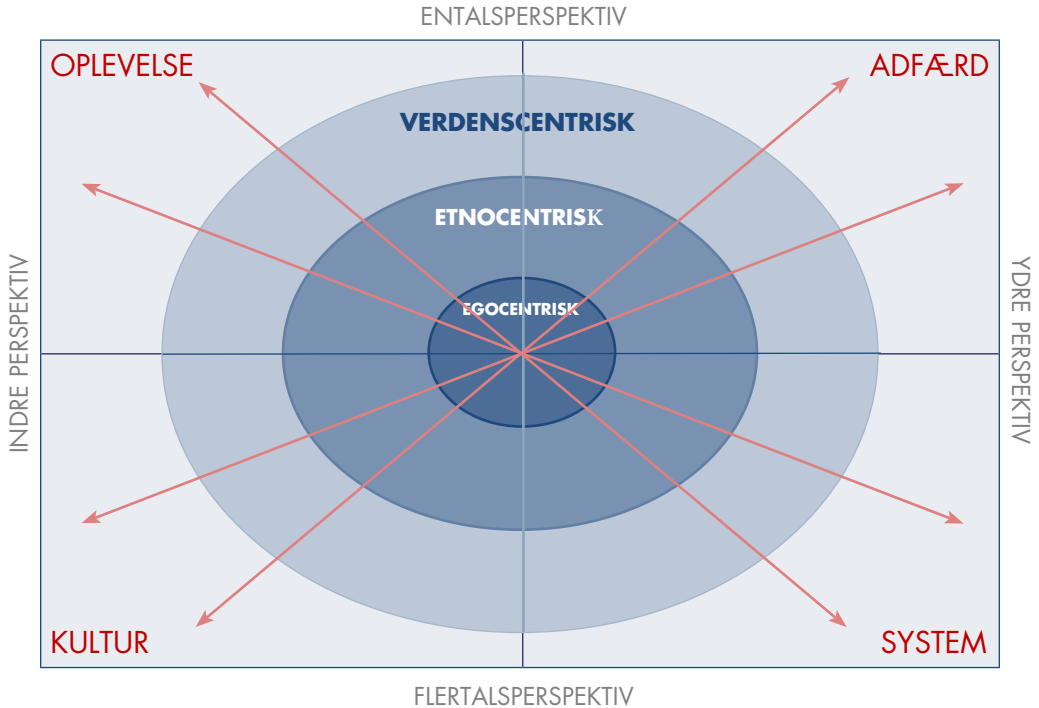 ENTALSPERSPEKTIV
OPLEVELSE
ADFÆRD
VERDENSCENTRISK
ETNOCENTRISK
EGOCENTRISK
INDRE PERSPEKTIV
YDRE PERSPEKTIV
KULTUR
SYSTEM
FLERTALSPERSPEKTIV